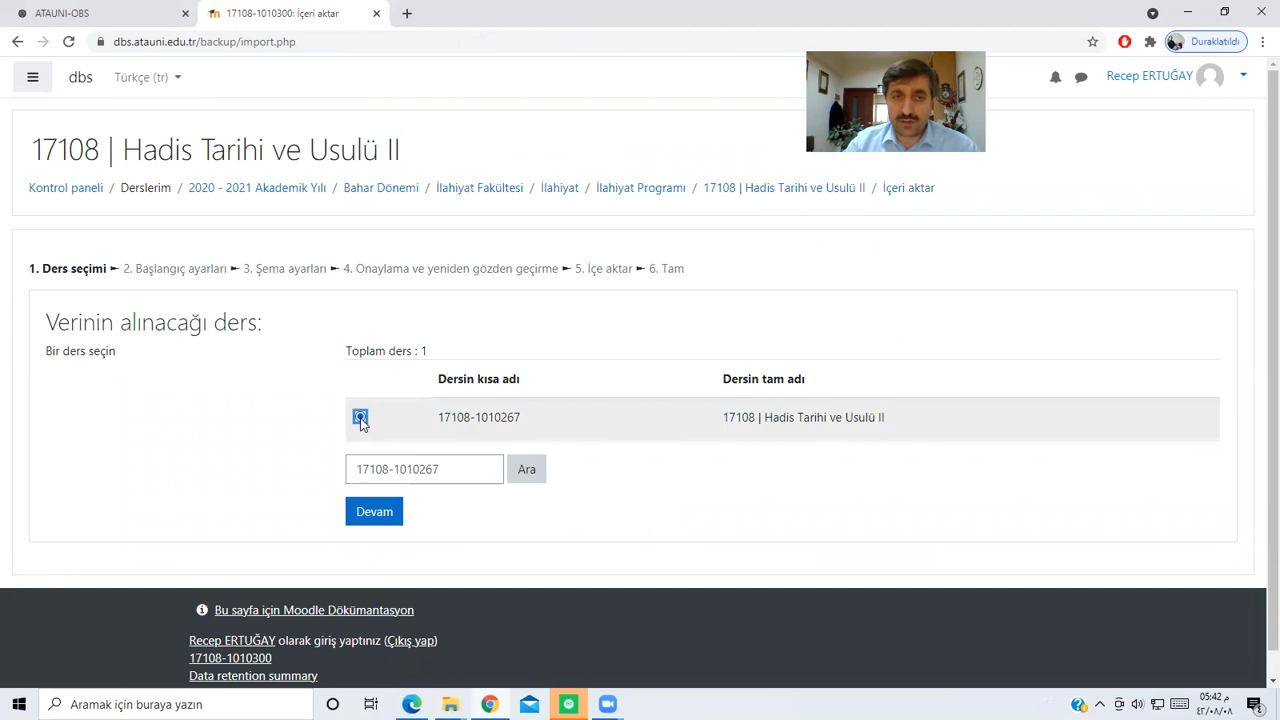 ATAUNI-OBS
17108-1010300: İçeri aktar
dbs.atauni.edu.tr/backup/import.php
Duraklatıldı
dbs
Türkçe (tr)
Recep ERTUĞAY
17108 | Hadis Tarihi ve Usulü II
Kontrol paneli / Derslerim / 2020 - 2021 Akademik Yılı / Bahar Dönemi / İlahiyat Fakültesi / İlahiyat / İlahiyat Programı / 17108 | Hadis Tarihi ve Usulü II / İçeri aktar
1. Ders seçimi ► 2. Başlangıç ayarları ► 3. Şema ayarları ► 4. Onaylama ve yeniden gözden geçirme ► 5. İçe aktar ► 6. Tam
Verinin alınacağı ders:
Bir ders seçin
Toplam ders : 1
Dersin kısa adı
Dersin tam adı
17108-1010267
17108 | Hadis Tarihi ve Usulü II
17108-1010267
Ara
Devam
Bu sayfa için Moodle Dökümantasyon
Recep ERTUĞAY olarak giriş yaptınız (Çıkış yap)
17108-1010300
Data retention summary
Aramak için buraya yazın